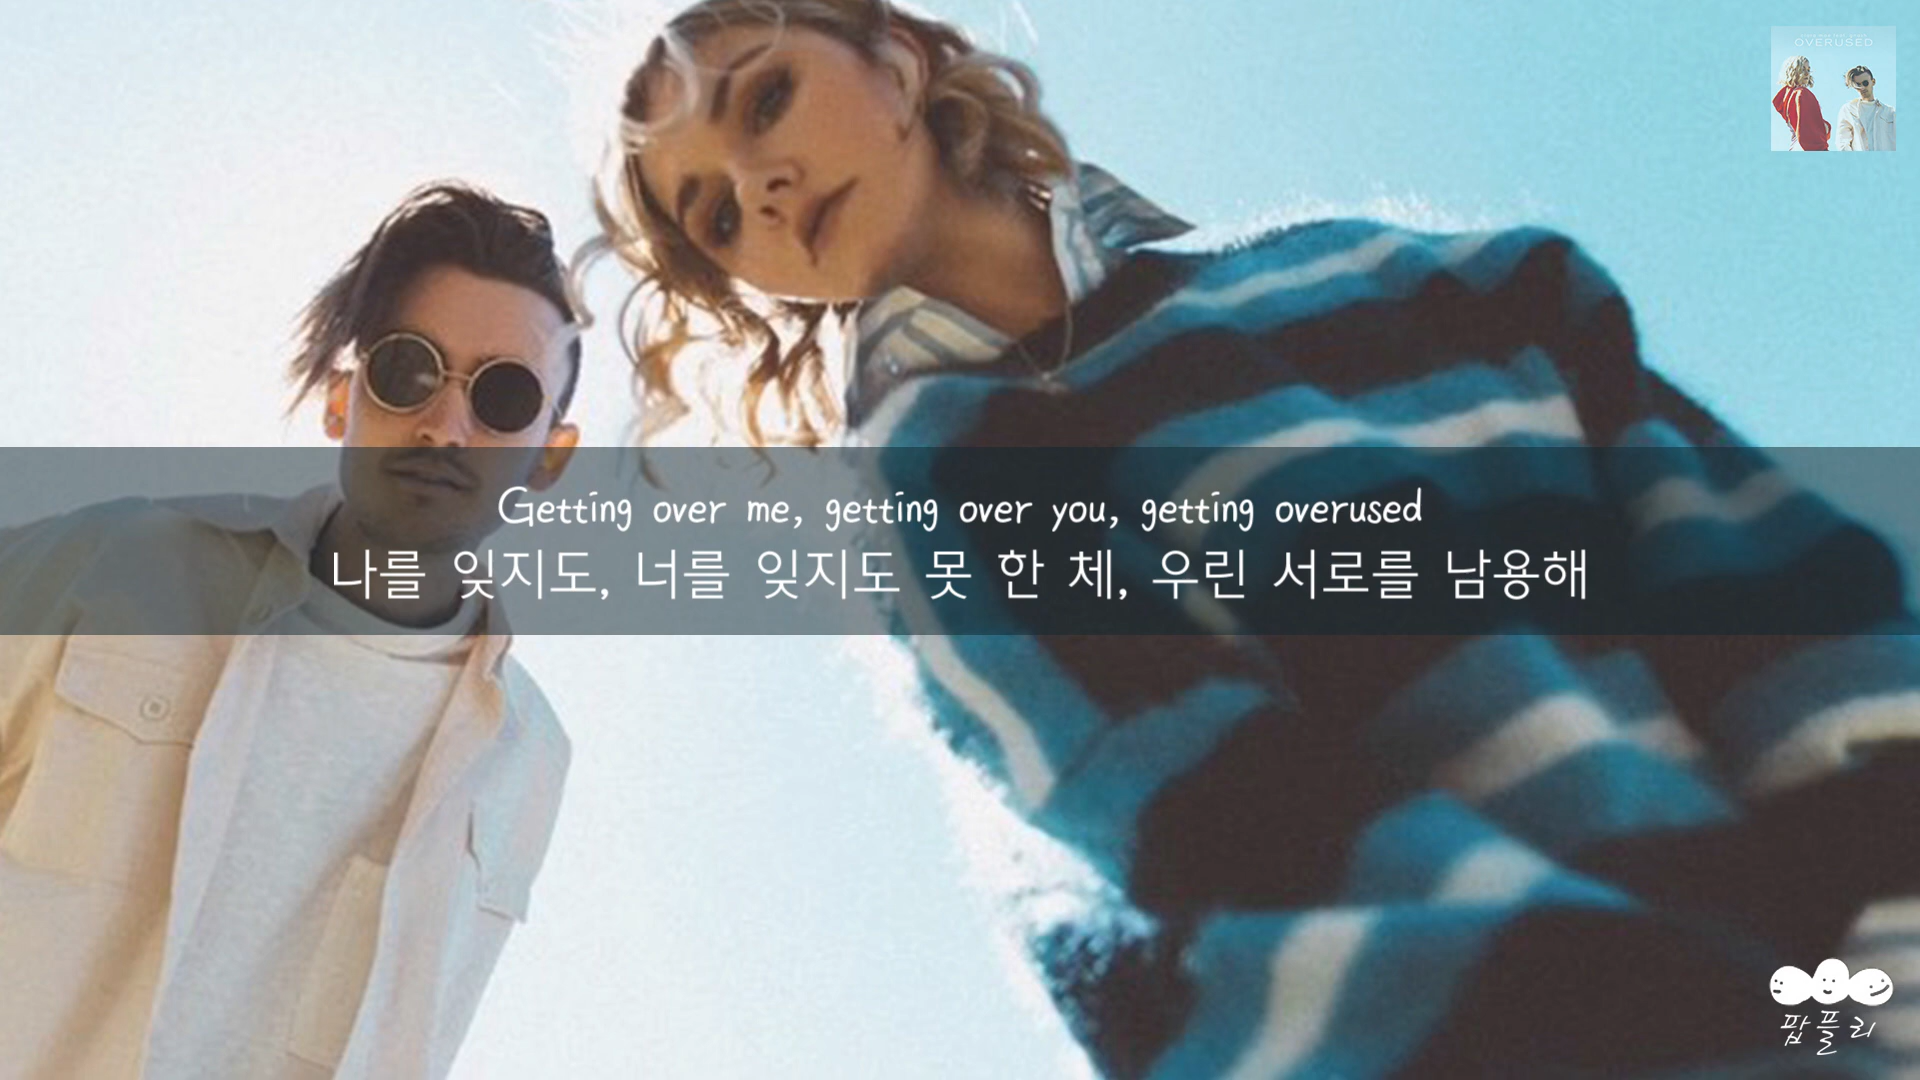 OVERUSED
Getting over me, getting over you, getting overused
나를 잊지도, 너를 잊지도 못 한 체, 우린 서로를 남용해
팝플리